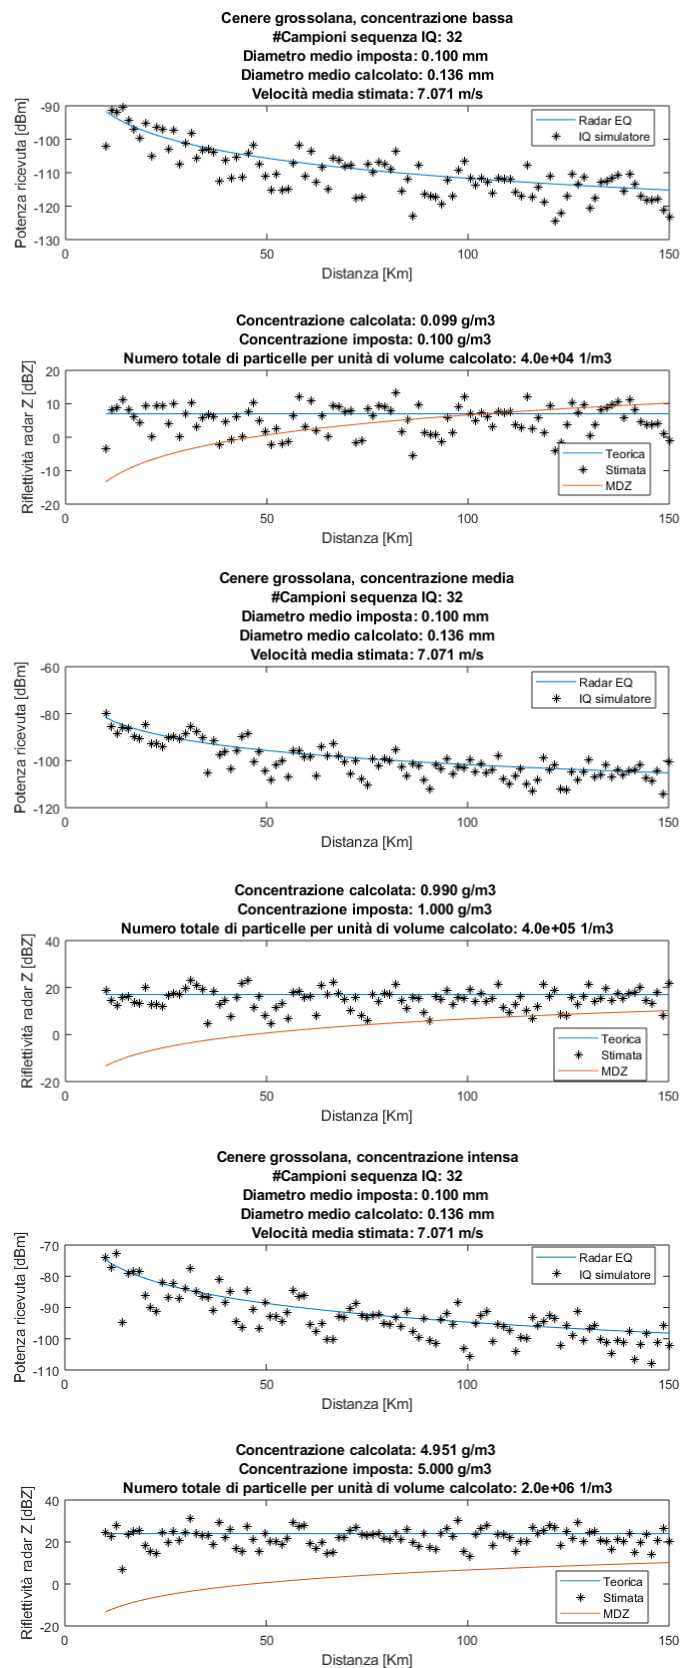 Cenere grossolana, concentrazione bassa
#Campioni sequenza IQ: 32
Diametro medio imposta: 0.100 mm
Diametro medio calcolato: 0.136 mm
Velocità media stimata: 7.071 m/s
Potenza ricevuta [dBm]
-90
-100
-110
-120
-130
Radar EQ
IQ simulatore
0 50 100 150
Distanza [Km]
Concentrazione calcolata: 0.099 g/m3
Concentrazione imposta: 0.100 g/m3
Numero totale di particelle per unità di volume calcolato: 4.0e+04 1/m3
Riflettività radar Z [dBZ]
20
10
0
-10
-20
Teorica
Stimata
MDZ
0 50 100 150
Distanza [Km]
Cenere grossolana, concentrazione media
#Campioni sequenza IQ: 32
Diametro medio imposta: 0.100 mm
Diametro medio calcolato: 0.136 mm
Velocità media stimata: 7.071 m/s
Potenza ricevuta [dBm]
-60
-80
-100
-120
Radar EQ
IQ simulatore
0 50 100 150
Distanza [Km]
Concentrazione calcolata: 0.990 g/m3
Concentrazione imposta: 1.000 g/m3
Numero totale di particelle per unità di volume calcolato: 4.0e+05 1/m3
Riflettività radar Z [dBZ]
40
20
0
-20
Teorica
Stimata
MDZ
0 50 100 150
Distanza [Km]
Cenere grossolana, concentrazione intensa
#Campioni sequenza IQ: 32
Diametro medio imposta: 0.100 mm
Diametro medio calcolato: 0.136 mm
Velocità media stimata: 7.071 m/s
Potenza ricevuta [dBm]
-70
-80
-90
-100
-110
Radar EQ
IQ simulatore
0 50 100 150
Distanza [Km]
Concentrazione calcolata: 4.951 g/m3
Concentrazione imposta: 5.000 g/m3
Numero totale di particelle per unità di volume calcolato: 2.0e+06 1/m3
Riflettività radar Z [dBZ]
40
20
0
-20
Teorica
Stimata
MDZ
0 50 100 150
Distanza [Km]